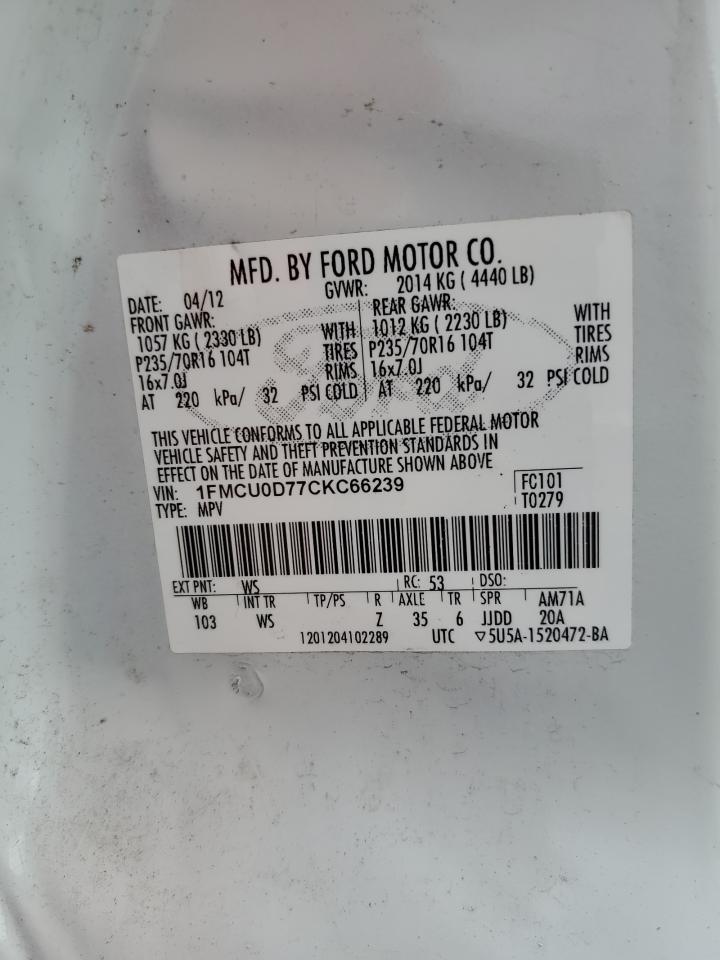 MFD. BY FORD MOTOR CO.
DATE: 04/12 GVWR: 2014 KG ( 4440 LB)
FRONT GAWR: REAR GAWR:
1057 KG ( 2330 LB) WITH 1012 KG ( 2230 LB) WITH
P235/70R16 104T TIRES P235/70R16 104T TIRES
16x7.0J RIMS 16x7.0J RIMS
AT 220 kPa/ 32 PSI COLD AT 220 kPa/ 32 PSI COLD
Ford
THIS VEHICLE CONFORMS TO ALL APPLICABLE FEDERAL MOTOR
VEHICLE SAFETY AND THEFT PREVENTION STANDARDS IN
EFFECT ON THE DATE OF MANUFACTURE SHOWN ABOVE
VIN: 1FMCU0D77CKC66239 FC101
TYPE: MPV T0279
EXT PNT: WS RC: 53 DSO:
WB INT TR TP/PS R AXLE TR SPR AM71A
103 WS Z 35 6 JJDD 20A
1201204102289 UTC ▽5U5A-1520472-BA